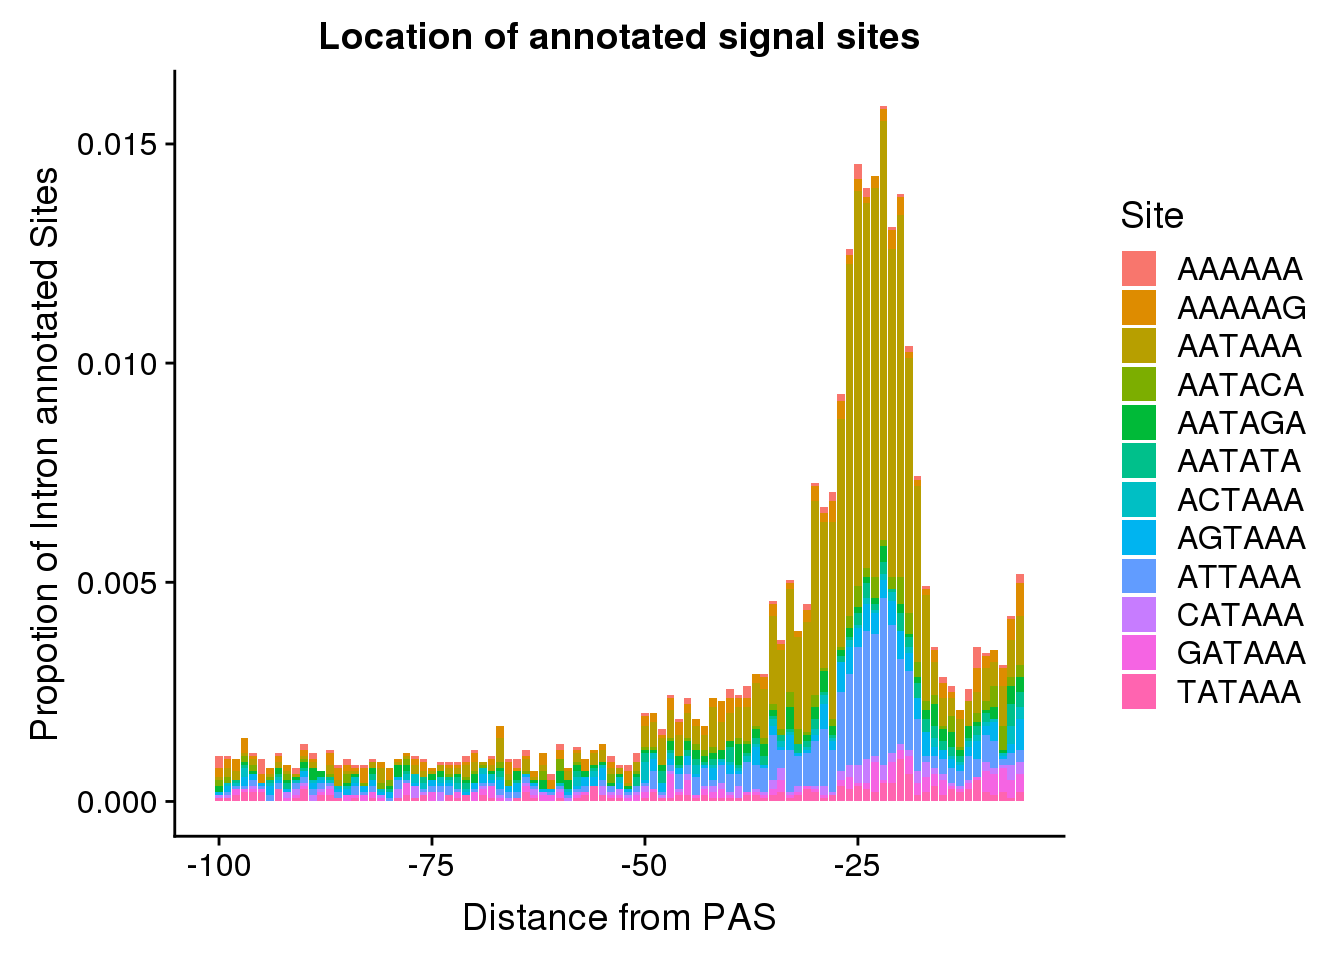 Location of annotated signal sites
Propotion of Intron annotated Sites
0.015
0.010
0.005
0.000
-100
-75
-50
-25
Distance from PAS
Site
AAAAAA
AAAAAG
AATAAA
AATACA
AATAGA
AATATA
ACTAAA
AGTAAA
ATTAAA
CATAAA
GATAAA
TATAAA